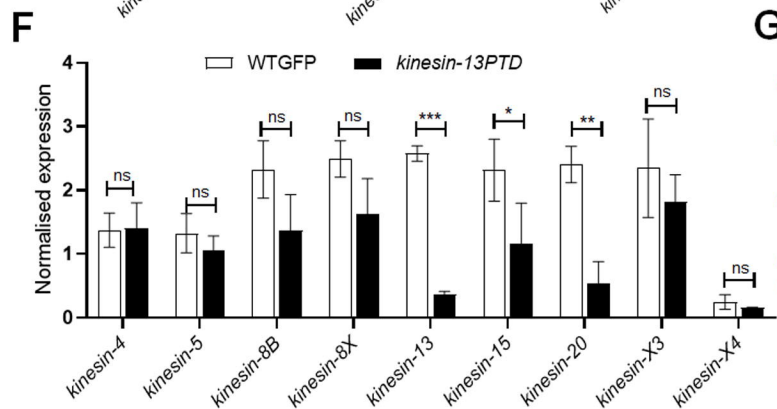 F
G
WTGFP kinesin-13PTD
Normalised expression
4
3
2
1
0
ns
ns
ns
ns
***
*
**
ns
ns
kinesin-4
kinesin-5
kinesin-8B
kinesin-8X
kinesin-13
kinesin-15
kinesin-20
kinesin-X3
kinesin-X4